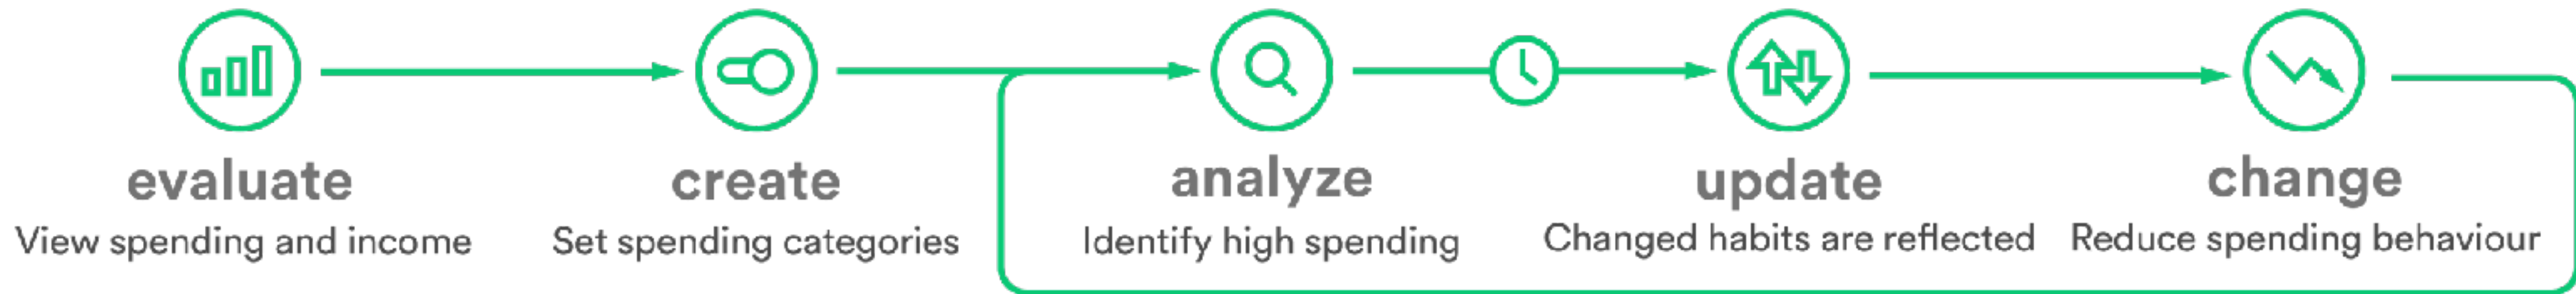 evaluate
View spending and income
create
Set spending categories
analyze
Identify high spending
update
Changed habits are reflected
change
Reduce spending behaviour